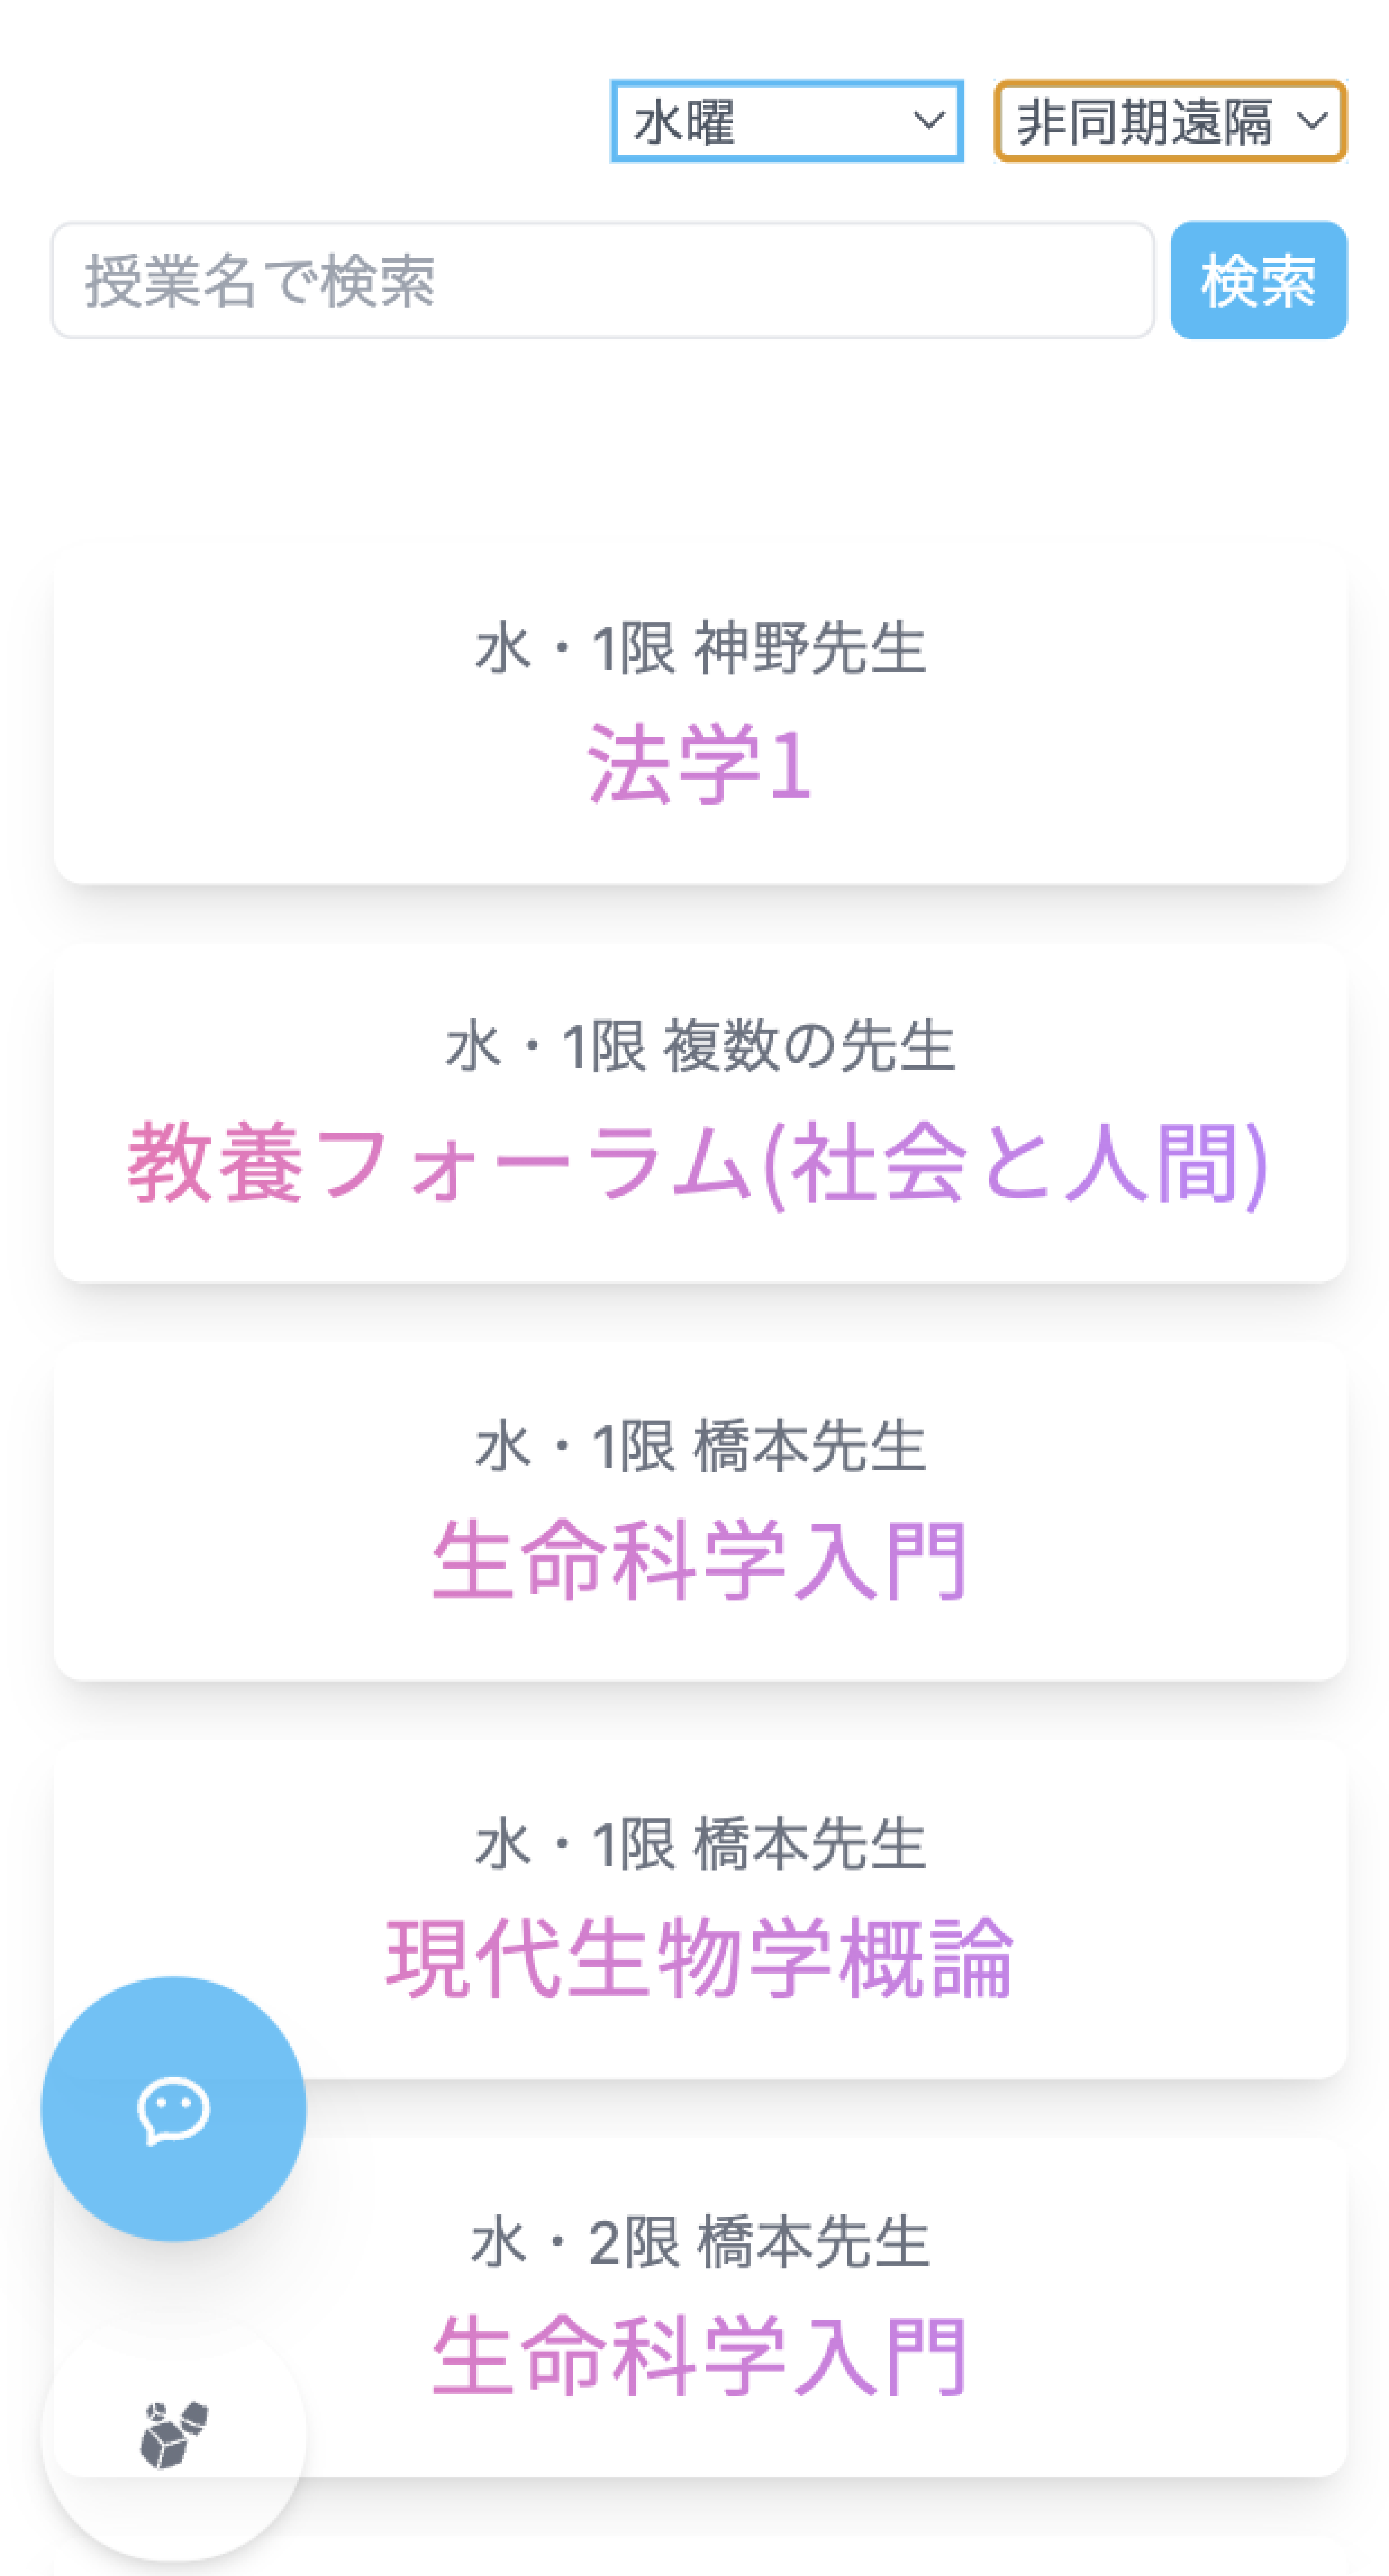 水曜 非同期遠隔
授業名で検索 検索
水・1限 神野先生
法学1
水・1限 複数の先生
教養フォーラム(社会と人間)
水・1限 橋本先生
生命科学入門
水・1限 橋本先生
現代生物学概論
水・2限 橋本先生
生命科学入門